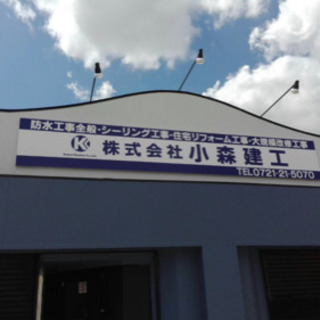 防水工事全般・シーリング工事・住宅リフォーム工事・大規模改修工事
K
株式会社 小森建工
TEL0721-21-5070